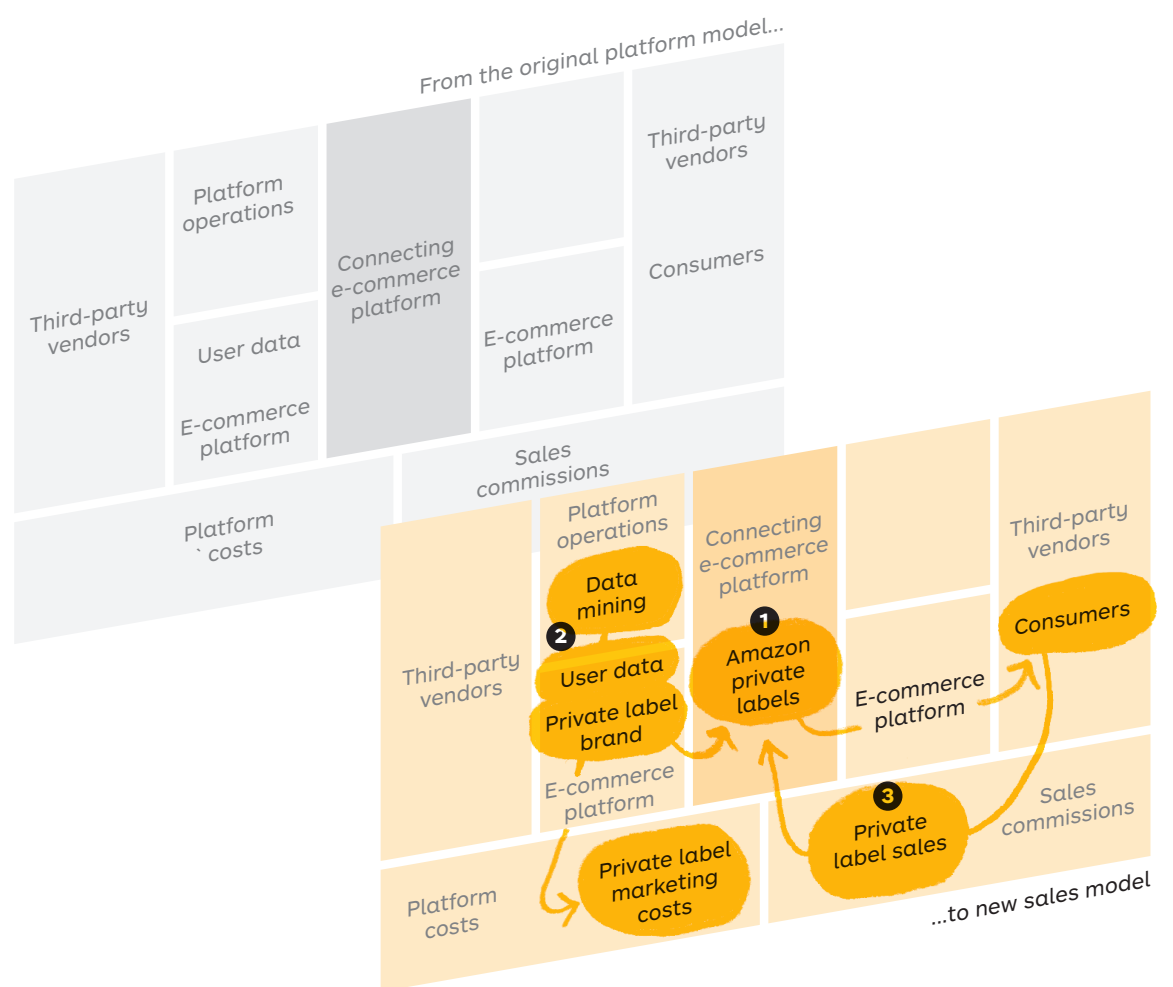 From the original platform model...
Third-party
vendors
Platform
operations
User data
E-commerce
platform
Connecting
e-commerce
platform
E-commerce
platform
Third-party
vendors
Consumers
Platform
costs
Sales
commissions
Third-party
vendors
Platform
operations
Data
mining
2
User data
Private label
brand
E-commerce
platform
Connecting
e-commerce
platform
1
Amazon
private
labels
E-commerce
platform
Third-party
vendors
Consumers
Platform
costs
Private label
marketing
costs
3
Private
label sales
Sales
commissions
...to new sales model